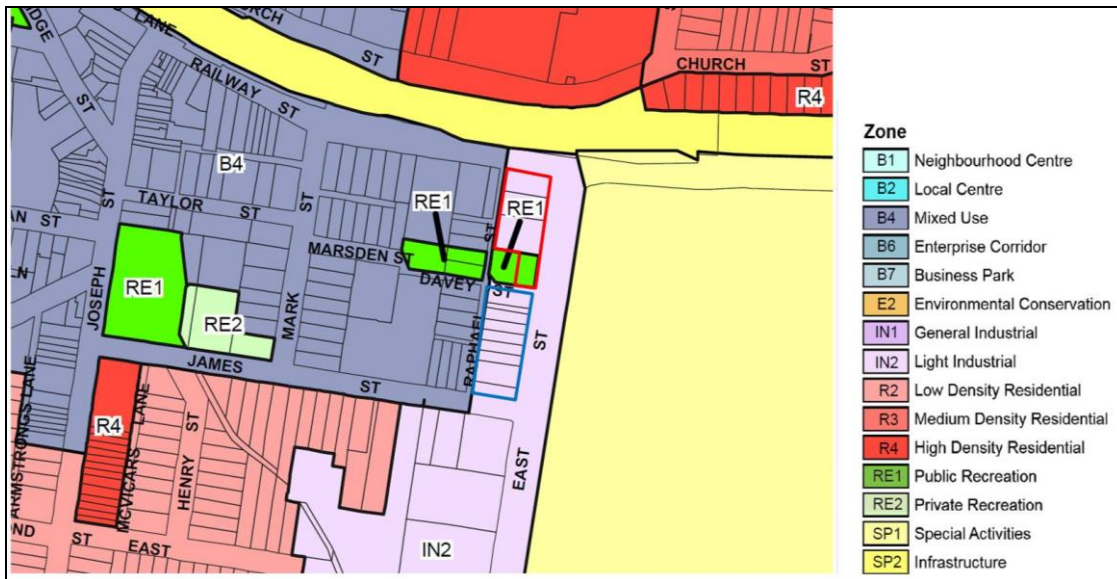 CHURCH
ST
CHURCH ST
R4
LANE
ST
RAILWAY ST
B4
ST
ST
TAYLOR ST
RE1
RE1
ST
MARSDEN ST
DAVEY ST
RE1
RE2
JOSEPH
MARK
RAPHAEL
ST
JAMES ST
R4
ARMSTRONGS LANE
MCVICARS LANE
HENRY ST
EAST
ST EAST
IN2
Zone
B1 Neighbourhood Centre
B2 Local Centre
B4 Mixed Use
B6 Enterprise Corridor
B7 Business Park
E2 Environmental Conservation
IN1 General Industrial
IN2 Light Industrial
R2 Low Density Residential
R3 Medium Density Residential
R4 High Density Residential
RE1 Public Recreation
RE2 Private Recreation
SP1 Special Activities
SP2 Infrastructure